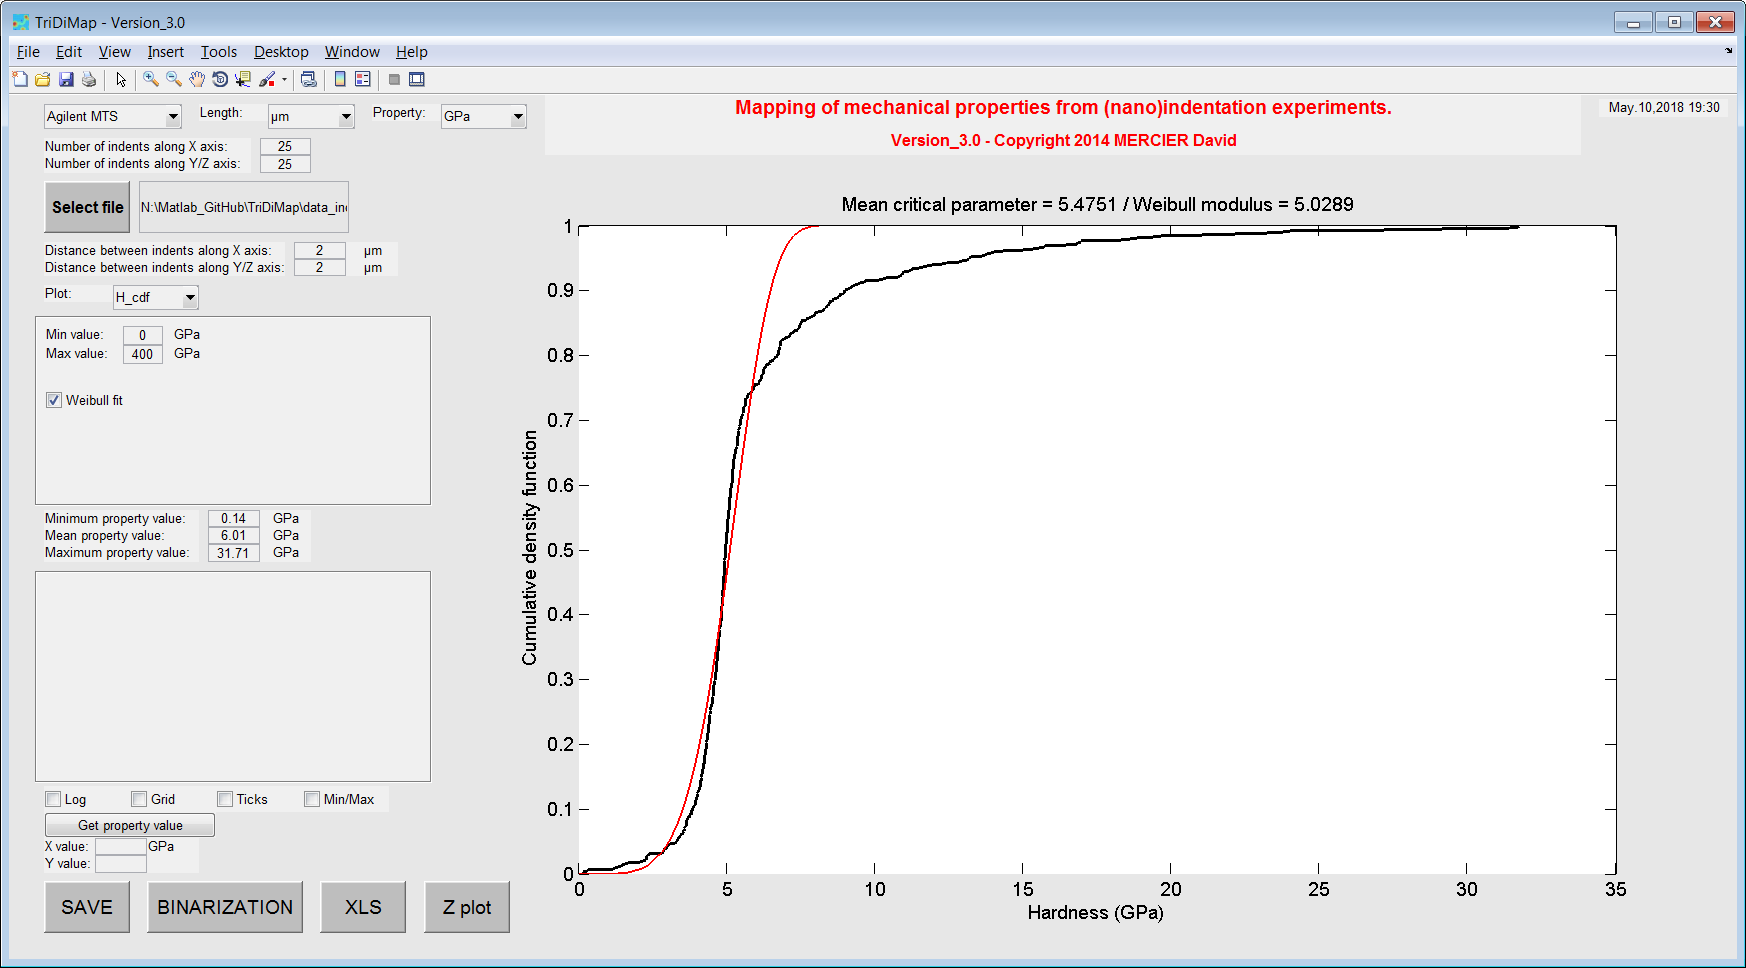 TriDiMap - Version_3.0
File Edit View Insert Tools Desktop Window Help
Agilent MTS Length: µm Property: GPa
Mapping of mechanical properties from (nano)indentation experiments.
May.10,2018 19:30
Version_3.0 - Copyright 2014 MERCIER David
Number of indents along X axis: 25
Number of indents along Y/Z axis: 25
Select file N:\Matlab_GitHub\TriDiMap\data_in
Distance between indents along X axis: 2 µm
Distance between indents along Y/Z axis: 2 µm
Plot: H_cdf
Min value: 0 GPa
Max value: 400 GPa
Weibull fit
Minimum property value: 0.14 GPa
Mean property value: 6.01 GPa
Maximum property value: 31.71 GPa
Log Grid Ticks Min/Max
Get property value
X value: GPa
Y value:
SAVE BINARIZATION XLS Z plot
Mean critical parameter = 5.4751 / Weibull modulus = 5.0289
Cumulative density function
1
0.9
0.8
0.7
0.6
0.5
0.4
0.3
0.2
0.1
0
0 5 10 15 20 25 30 35
Hardness (GPa)